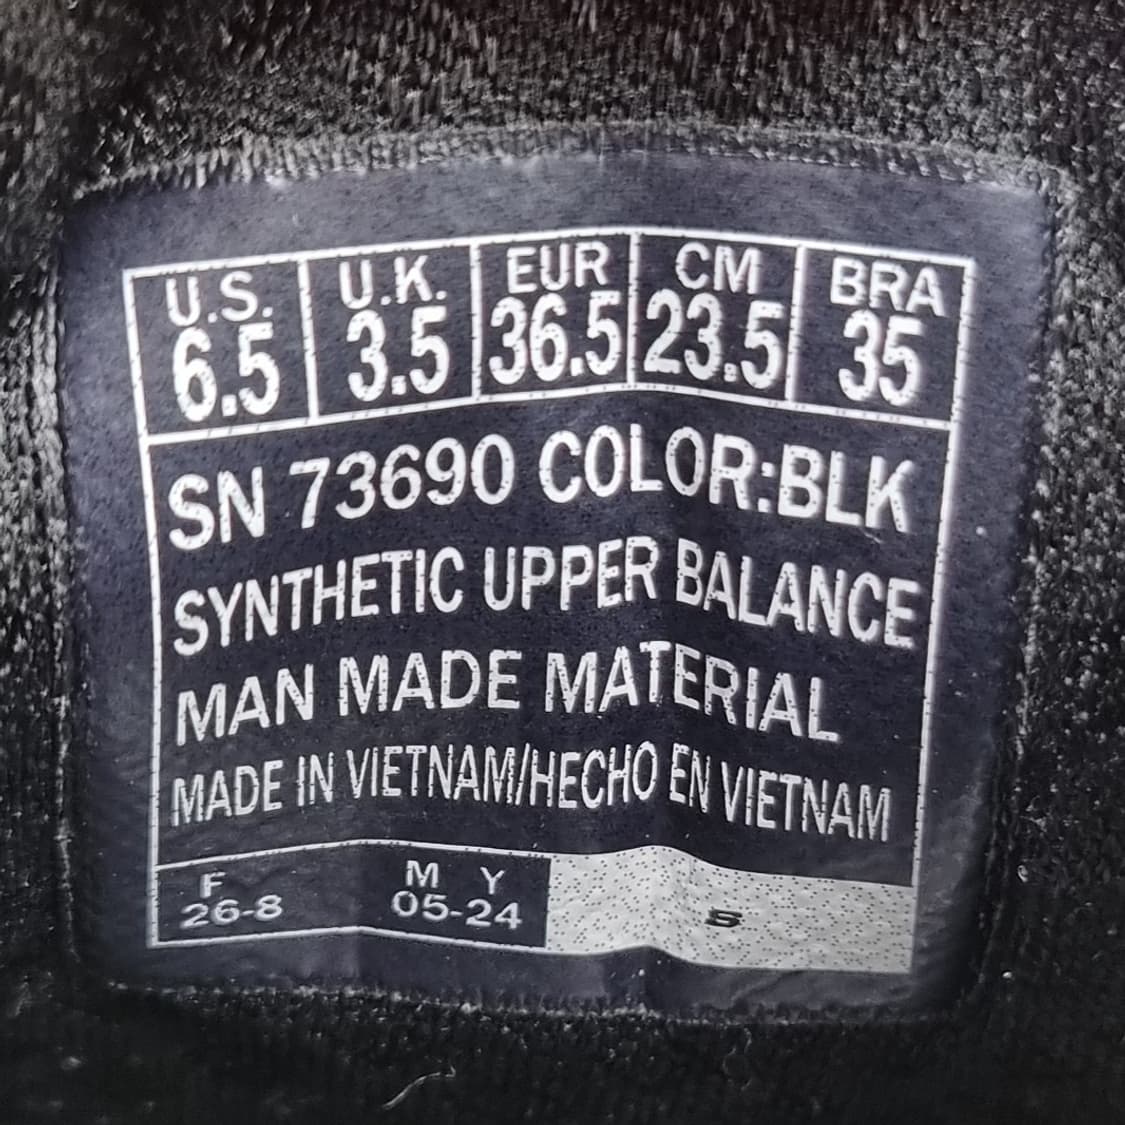 U.S. U.K. EUR CM BRA
6.5 3.5 36.5 23.5 35
SN 73690 COLOR:BLK
SYNTHETIC UPPER BALANCE
MAN MADE MATERIAL
MADE IN VIETNAM/HECHO EN VIETNAM
F M Y
26-8 05-24